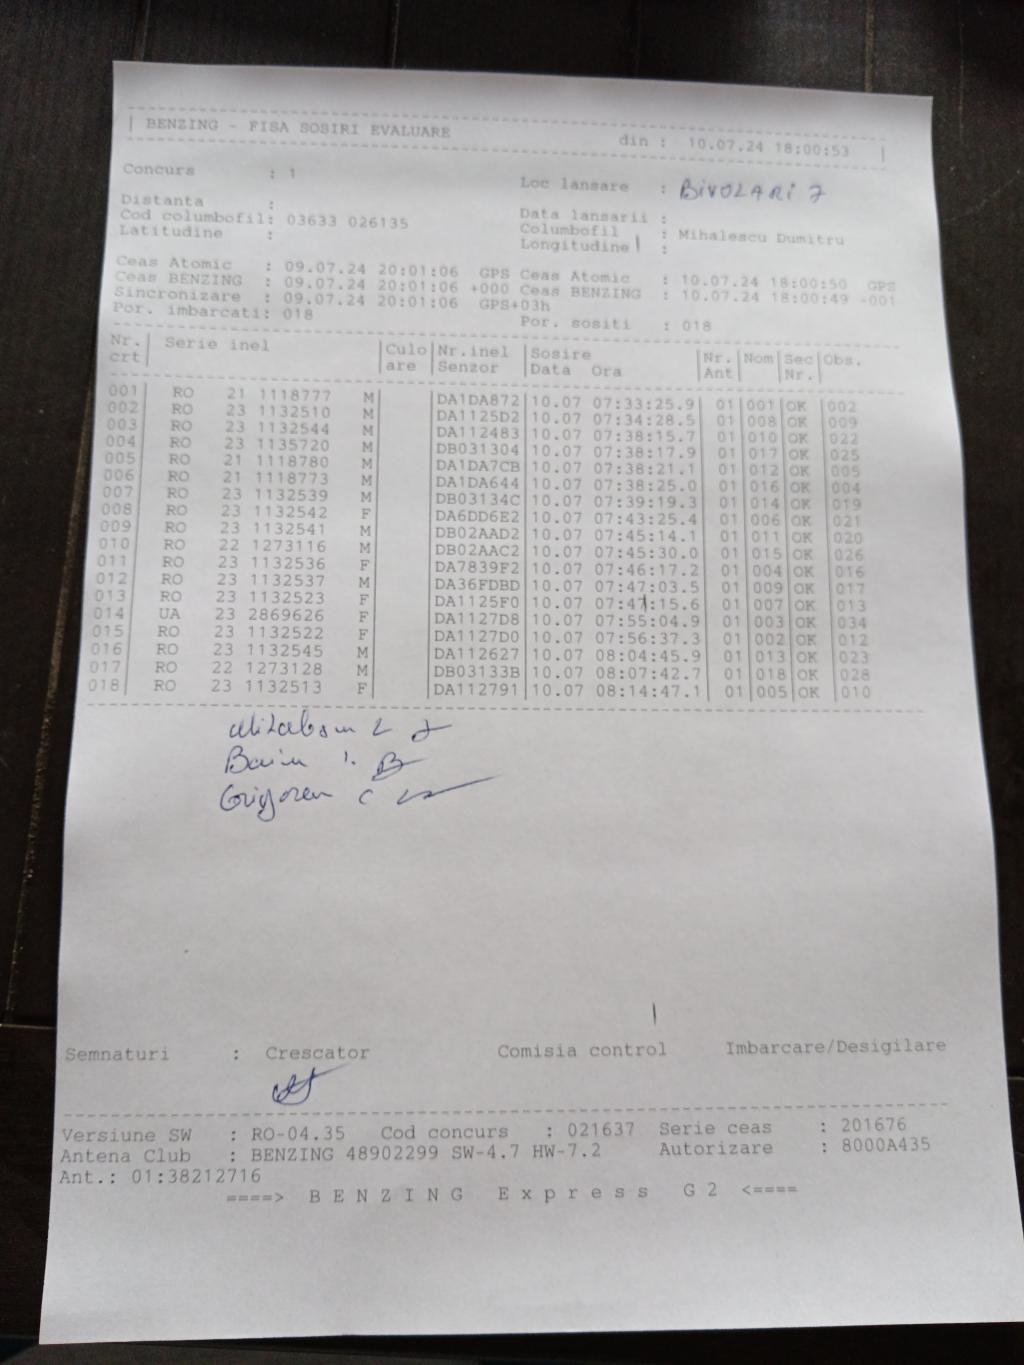 BENZING - FISA SOSIRI EVALUARE din : 10.07.24 18:00:53
Concurs : 1 Loc lansare : BIVOLARI 7
Distanta : Data lansarii :
Cod columbofil: 03633 026135 Columbofil : Mihalescu Dumitru
Latitudine : Longitudine :
Ceas Atomic : 09.07.24 20:01:06 GPS Ceas Atomic : 10.07.24 18:00:50 GPS
Ceas BENZING : 09.07.24 20:01:06 +000 Ceas BENZING : 10.07.24 18:00:49 -001
Sincronizare : 09.07.24 20:01:06 GPS+03h
Por. imbarcati: 018 Por. sositi : 018
Nr. crt Serie inel Culo are Nr.inel Senzor Sosire Data Ora Nr. Ant Nom Sec Nr. Obs.
001 RO 21 1118777 M DA1DA872 10.07 07:33:25.9 01 001 OK 002
002 RO 23 1132510 M DA1125D2 10.07 07:34:28.5 01 008 OK 009
003 RO 23 1132544 M DA112483 10.07 07:38:15.7 01 010 OK 022
004 RO 23 1135720 M DB031304 10.07 07:38:17.9 01 017 OK 025
005 RO 21 1118780 M DA1DA7CB 10.07 07:38:21.1 01 012 OK 005
006 RO 21 1118773 M DA1DA644 10.07 07:38:25.0 01 016 OK 004
007 RO 23 1132539 M DB03134C 10.07 07:39:19.3 01 014 OK 019
008 RO 23 1132542 F DA6DD6E2 10.07 07:43:25.4 01 006 OK 021
009 RO 23 1132541 M DB02AAD2 10.07 07:45:14.1 01 011 OK 020
010 RO 22 1273116 M DB02AAC2 10.07 07:45:30.0 01 015 OK 026
011 RO 23 1132536 F DA7839F2 10.07 07:46:17.2 01 004 OK 016
012 RO 23 1132537 M DA36FDBD 10.07 07:47:03.5 01 009 OK 017
013 RO 23 1132523 F DA1125F0 10.07 07:47:15.6 01 007 OK 013
014 UA 23 2869626 F DA1127D8 10.07 07:55:04.9 01 003 OK 034
015 RO 23 1132522 F DA1127D0 10.07 07:56:37.3 01 002 OK 012
016 RO 23 1132545 M DA112627 10.07 08:04:45.9 01 013 OK 023
017 RO 22 1273128 M DB03133B 10.07 08:07:42.7 01 018 OK 028
018 RO 23 1132513 F DA112791 10.07 08:14:47.1 01 005 OK 010
Semnaturi : Crescator Comisia control Imbarcare/Desigilare
Versiune SW : RO-04.35 Cod concurs : 021637 Serie ceas : 201676
Antena Club : BENZING 48902299 SW-4.7 HW-7.2 Autorizare : 8000A435
Ant.: 01:38212716
====> BENZING Express G2 <====